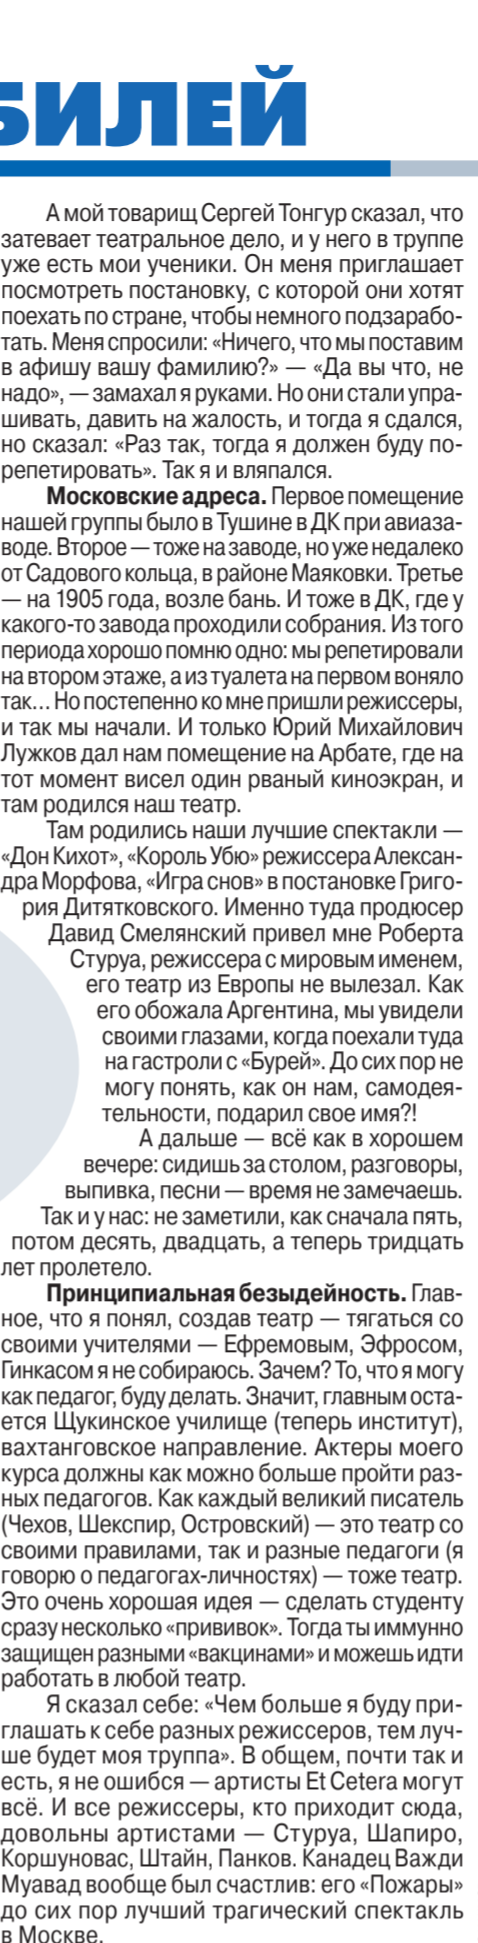 БИЛЕЙ
А мой товарищ Сергей Тонгур сказал, что
затевает театральное дело, и у него в труппе
уже есть мои ученики. Он меня приглашает
посмотреть постановку, с которой они хотят
поехать по стране, чтобы немного подзарабо-
тать. Меня спросили: «Ничего, что мы поставим
в афишу вашу фамилию?» — «Да вы что, не
надо», — замахал я руками. Но они стали упра-
шивать, давить на жалость, и тогда я сдался,
но сказал: «Раз так, тогда я должен буду по-
репетировать». Так я и вляпался.
Московские адреса. Первое помещение
нашей группы было в Тушине в ДК при авиаза-
воде. Второе — тоже на заводе, но уже недалеко
от Садового кольца, в районе Маяковки. Третье
— на 1905 года, возле бань. И тоже в ДК, где у
какого-то завода проходили собрания. Из того
периода хорошо помню одно: мы репетировали
на втором этаже, а из туалета на первом воняло
так... Но постепенно ко мне пришли режиссеры,
и так мы начали. И только Юрий Михайлович
Лужков дал нам помещение на Арбате, где на
тот момент висел один рваный киноэкран, и
там родился наш театр.
Там родились наши лучшие спектакли —
«Дон Кихот», «Король Убю» режиссера Алексан-
дра Морфова, «Игра снов» в постановке Григо-
рия Дитятковского. Именно туда продюсер
Давид Смелянский привел мне Роберта
Стуруа, режиссера с мировым именем,
его театр из Европы не вылезал. Как
его обожала Аргентина, мы увидели
своими глазами, когда поехали туда
на гастроли с «Бурей». До сих пор не
могу понять, как он нам, самодея-
тельности, подарил свое имя?!
А дальше — всё как в хорошем
вечере: сидишь за столом, разговоры,
выпивка, песни — время не замечаешь.
Так и у нас: не заметили, как сначала пять,
потом десять, двадцать, а теперь тридцать
лет пролетело.
Принципиальная безыдейность. Глав-
ное, что я понял, создав театр — тягаться со
своими учителями — Ефремовым, Эфросом,
Гинкасом я не собираюсь. Зачем? То, что я могу
как педагог, буду делать. Значит, главным оста-
ется Щукинское училище (теперь институт),
вахтанговское направление. Актеры моего
курса должны как можно больше пройти раз-
ных педагогов. Как каждый великий писатель
(Чехов, Шекспир, Островский) — это театр со
своими правилами, так и разные педагоги (я
говорю о педагогах-личностях) — тоже театр.
Это очень хорошая идея — сделать студенту
сразу несколько «прививок». Тогда ты иммунно
защищен разными «вакцинами» и можешь идти
работать в любой театр.
Я сказал себе: «Чем больше я буду при-
глашать к себе разных режиссеров, тем луч-
ше будет моя труппа». В общем, почти так и
есть, я не ошибся — артисты Et Cetera могут
всё. И все режиссеры, кто приходит сюда,
довольны артистами — Стуруа, Шапиро,
Коршуновас, Штайн, Панков. Канадец Важди
Муавад вообще был счастлив: его «Пожары»
до сих пор лучший трагический спектакль
в Москве.